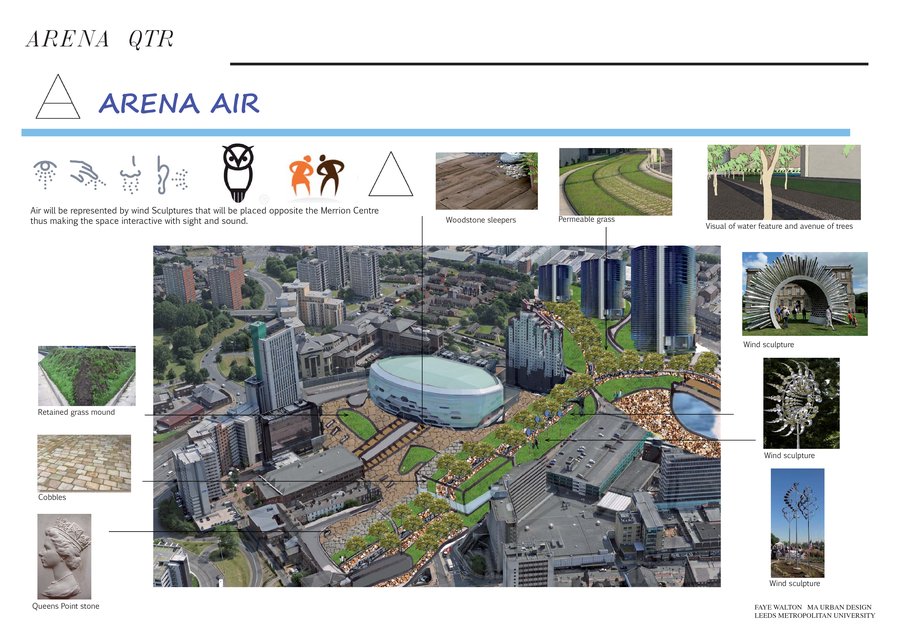 ARENA QTR
ARENA AIR
Air will be represented by wind Sculptures that will be placed opposite the Merrion Centre
thus making the space interactive with sight and sound.
Woodstone sleepers
Permeable grass
Visual of water feature and avenue of trees
Wind sculpture
Retained grass mound
Wind sculpture
Cobbles
Wind sculpture
Queens Point stone
FAYE WALTON MA URBAN DESIGN
LEEDS METROPOLITAN UNIVERSITY